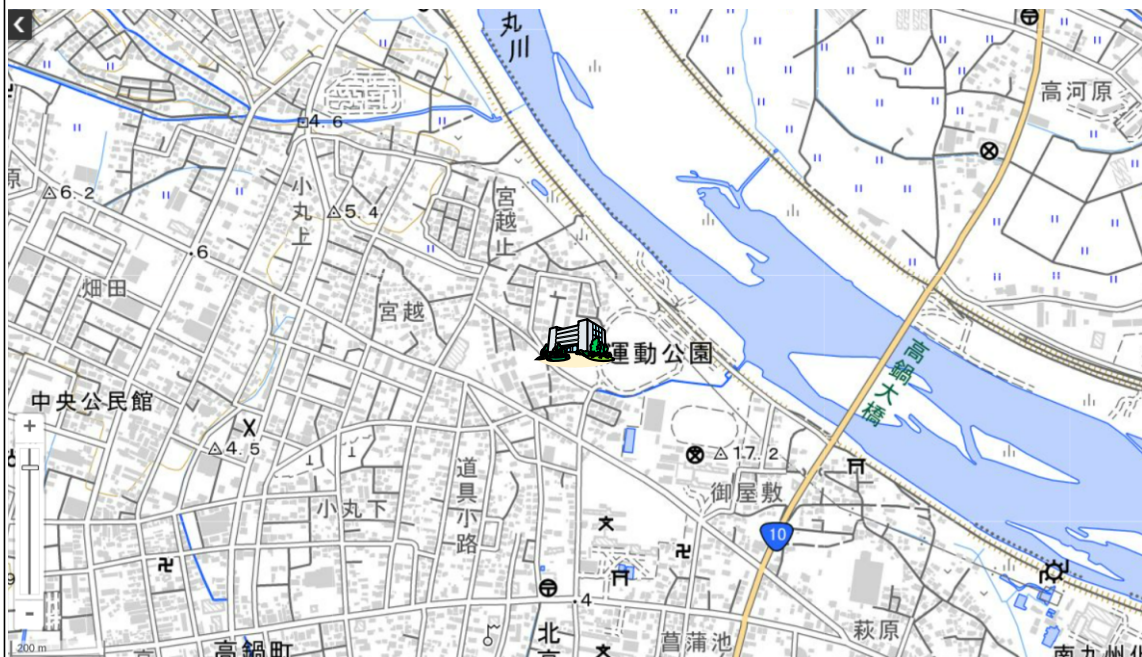 丸川
高河原
4.6
小丸上
6.2
5.4
宮越上
6
畑田
宮越
運動公園
高鍋大橋
中央公民館
4.5
17.2
道具小路
御屋敷
小丸下
10
4
高鍋町
菖蒲池
萩原
200 m